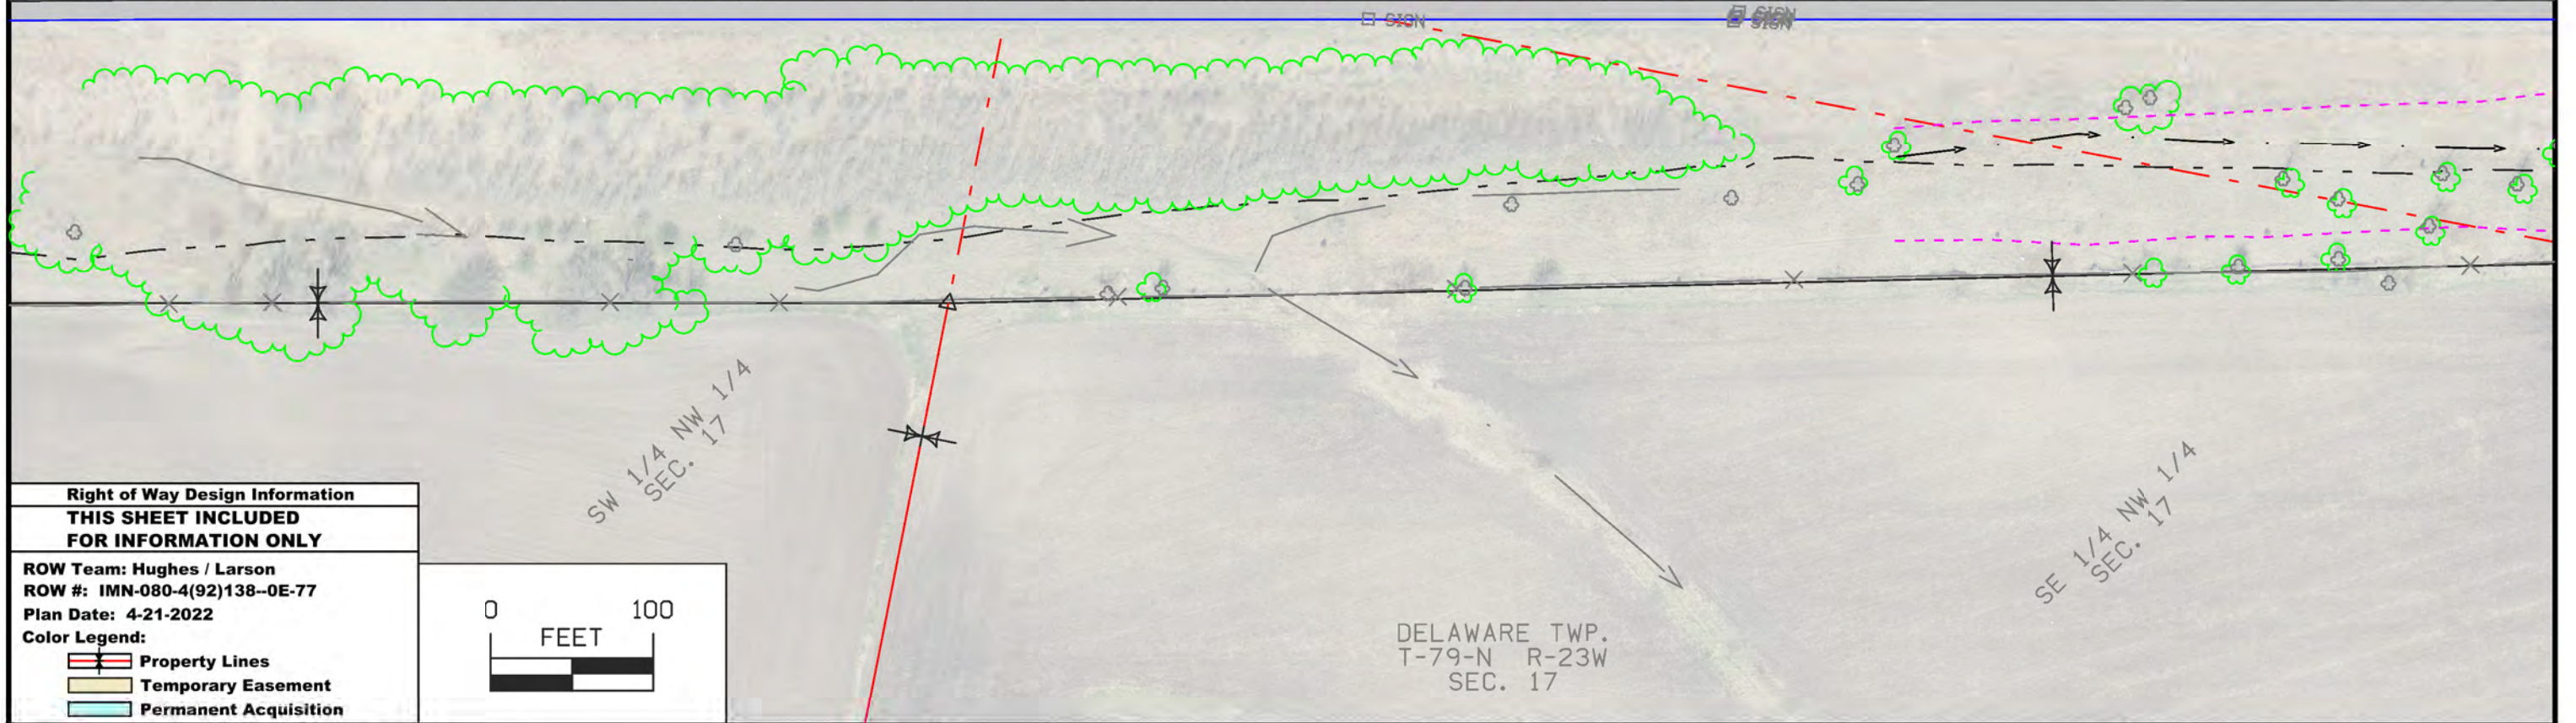 SIGN
SIGN
SIGN
SW 1/4 NW 1/4
SEC. 17
SE 1/4 NW 1/4
SEC. 17
Right of Way Design Information
THIS SHEET INCLUDED
FOR INFORMATION ONLY
ROW Team: Hughes / Larson
ROW #: IMN-080-4(92)138--0E-77
Plan Date: 4-21-2022
Color Legend:
Property Lines
Temporary Easement
Permanent Acquisition
0 100
FEET
DELAWARE TWP.
T-79-N R-23W
SEC. 17